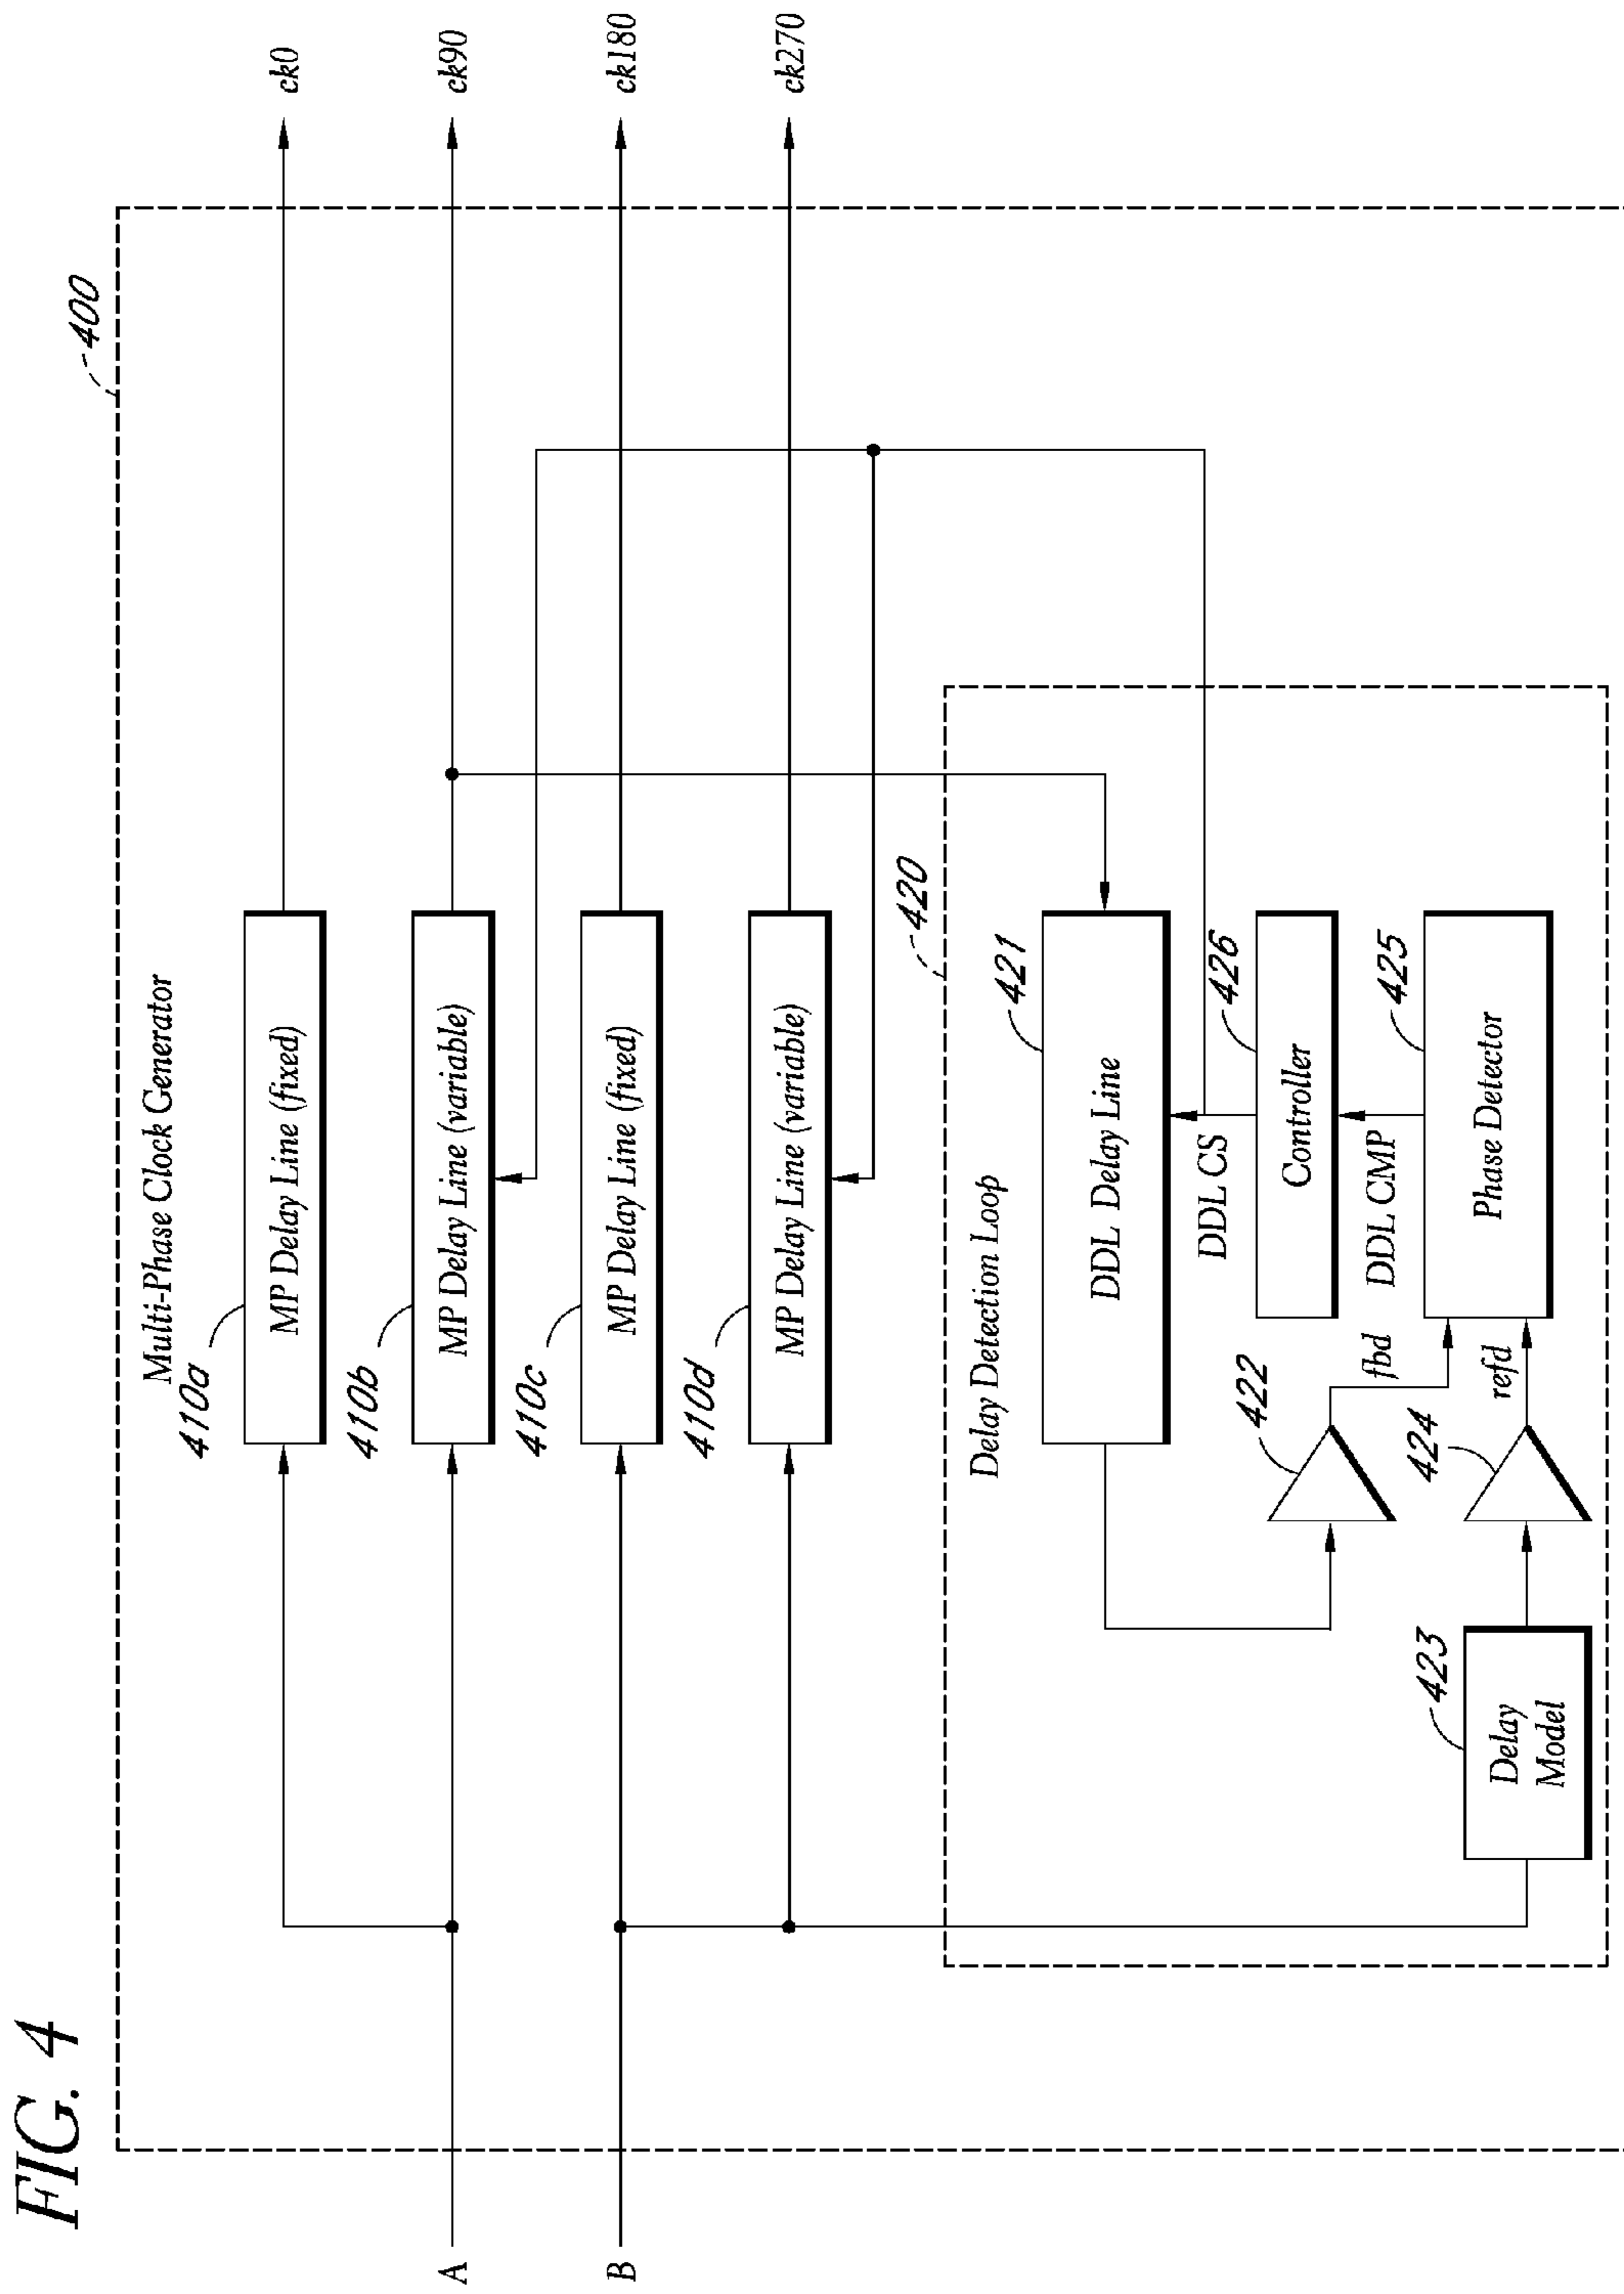 FIG. 4
400
Multi-Phase Clock Generator
410a
MP Delay Line (fixed)
ck0
410b
MP Delay Line (variable)
ck90
A
410c
MP Delay Line (fixed)
ck180
B
410d
MP Delay Line (variable)
ck270
420
Delay Detection Loop
421
DDL Delay Line
DDL CS
426
Controller
DDL CMP
425
Phase Detector
422
fbd
424
refd
423
Delay
Model